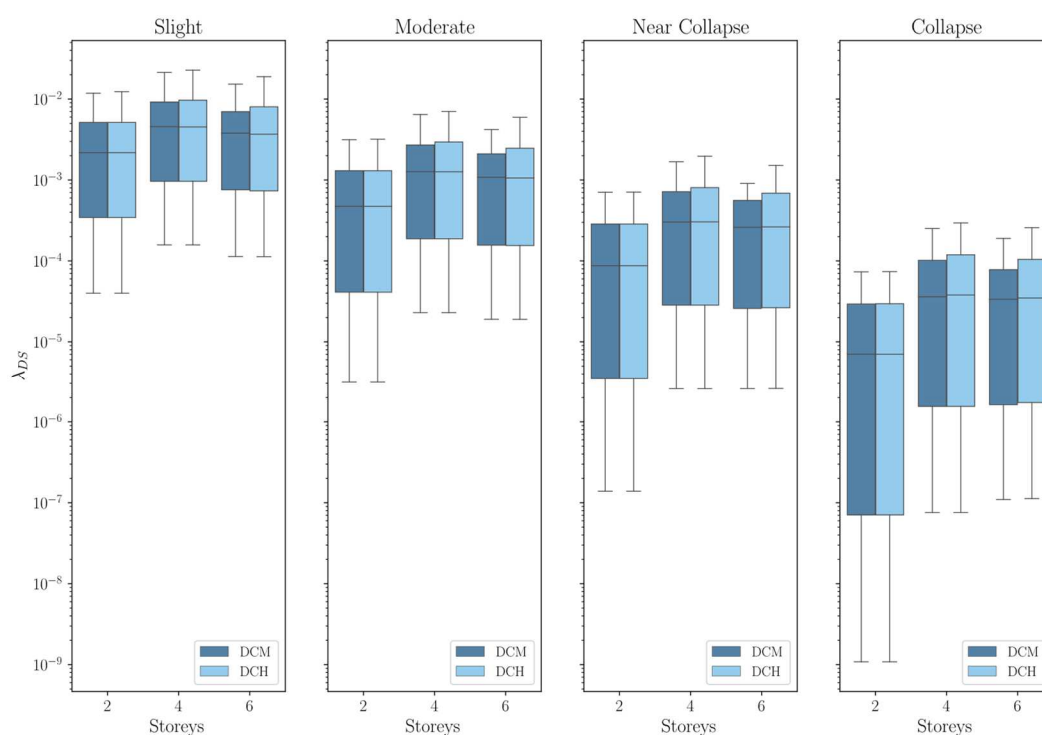 Slight
Moderate
Near Collapse
Collapse
λ_DS
10⁻²
10⁻³
10⁻⁴
10⁻⁵
10⁻⁶
10⁻⁷
10⁻⁸
10⁻⁹
DCM
DCH
DCM
DCH
DCM
DCH
DCM
DCH
2 4 6
2 4 6
2 4 6
2 4 6
Storeys
Storeys
Storeys
Storeys